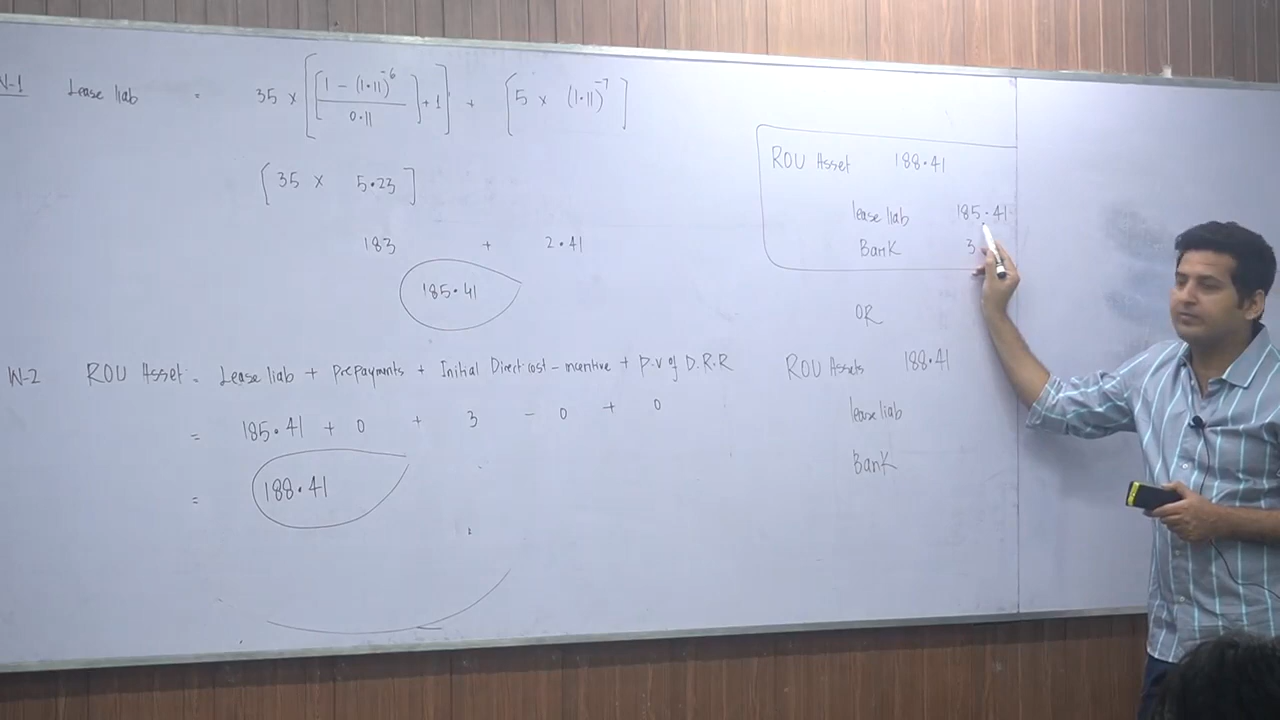 W-1 Lease liab = 35 × [[1 - (1.11)^-6 / 0.11] + 1] + [5 × (1.11)^-7]
[35 × 5.23]
183 + 2.41
185.41
W-2 ROU Asset = Lease liab + prepayments + Initial Direct cost - incentive + P.V of D.R.R
= 185.41 + 0 + 3 - 0 + 0
= 188.41
ROU Asset 188.41
lease liab 185.41
Bank 3
OR
ROU Assets 188.41
lease liab
Bank